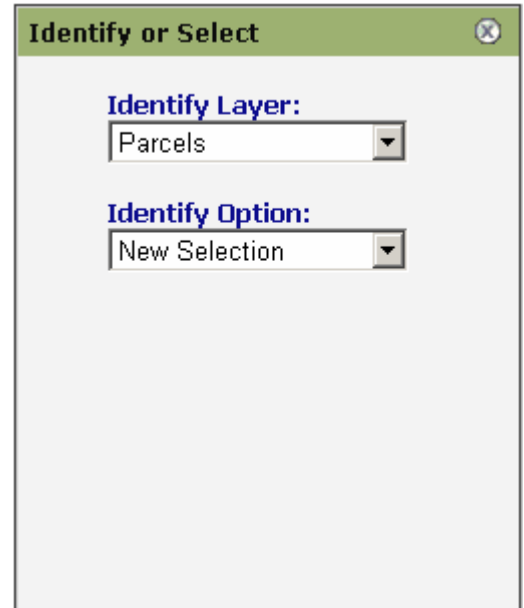 Identify or Select
Identify Layer:
Parcels
Identify Option:
New Selection